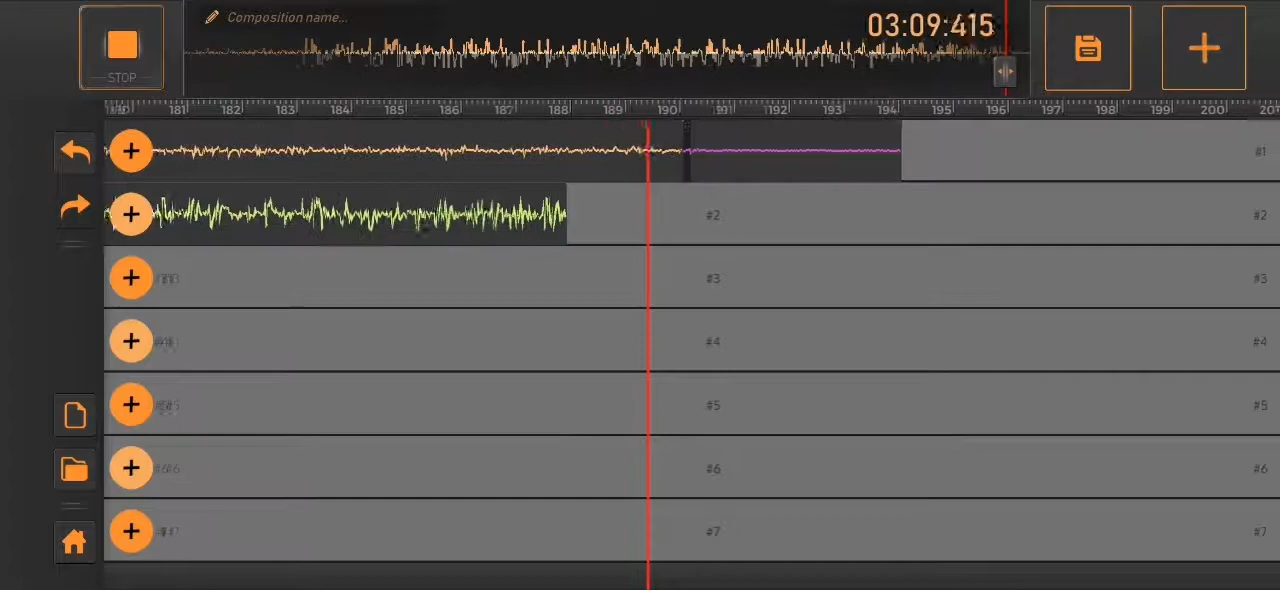 Composition name...
03:09:415
STOP
181 182 183 184 185 186 187 188 189 190 191 192 193 194 195 196 197 198 199 200
#1
#2 #2
#3 #3
#4 #4
#5 #5
#6 #6
#7 #7